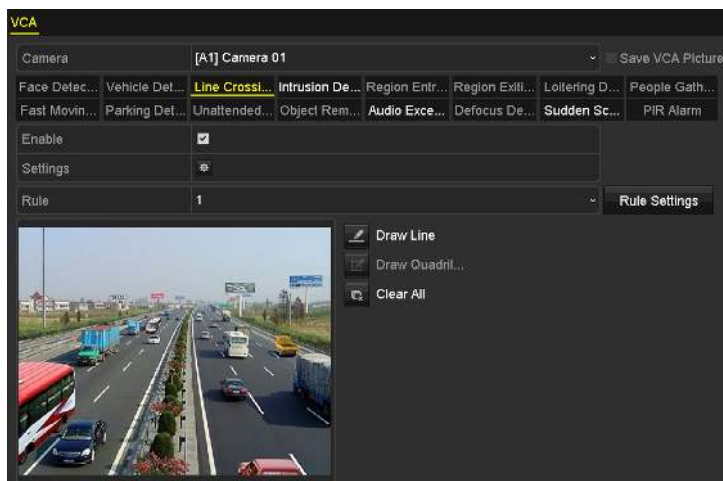 VCA
Camera [A1] Camera 01 Save VCA Picture
Face Detec... Vehicle Det... Line Crossi... Intrusion De... Region Entr... Region Exiti... Loitering D... People Gath...
Fast Movin... Parking Det... Unattended... Object Rem... Audio Exce... Defocus De... Sudden Sc... PIR Alarm
Enable
Settings
Rule 1 Rule Settings
Draw Line
Draw Quadril...
Clear All